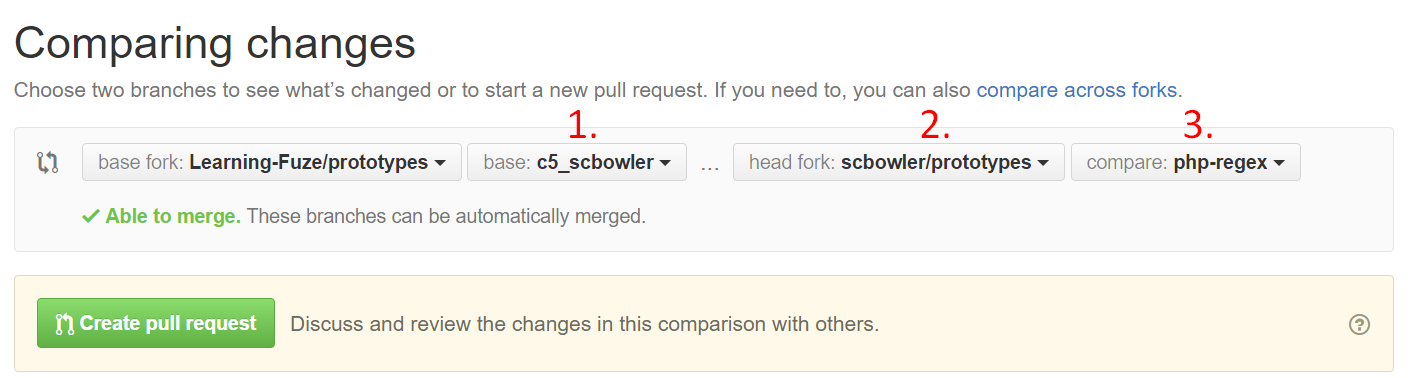 Comparing changes
Choose two branches to see what's changed or to start a new pull request. If you need to, you can also compare across forks.
1. 2. 3.
base fork: Learning-Fuze/prototypes base: c5_scbowler ... head fork: scbowler/prototypes compare: php-regex
Able to merge. These branches can be automatically merged.
Create pull request Discuss and review the changes in this comparison with others. ?